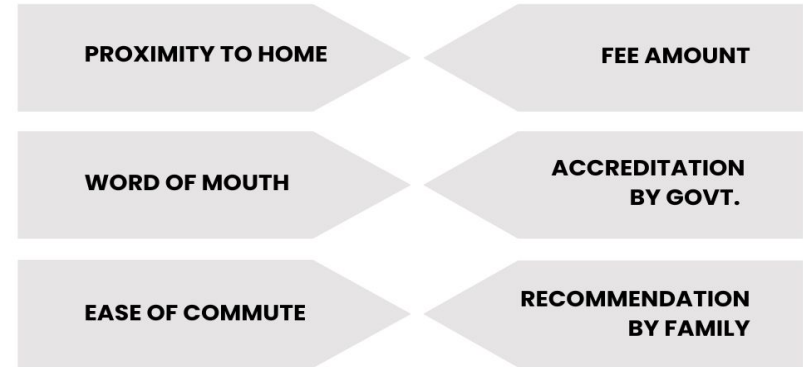 PROXIMITY TO HOME
FEE AMOUNT
WORD OF MOUTH
ACCREDITATION
BY GOVT.
EASE OF COMMUTE
RECOMMENDATION
BY FAMILY